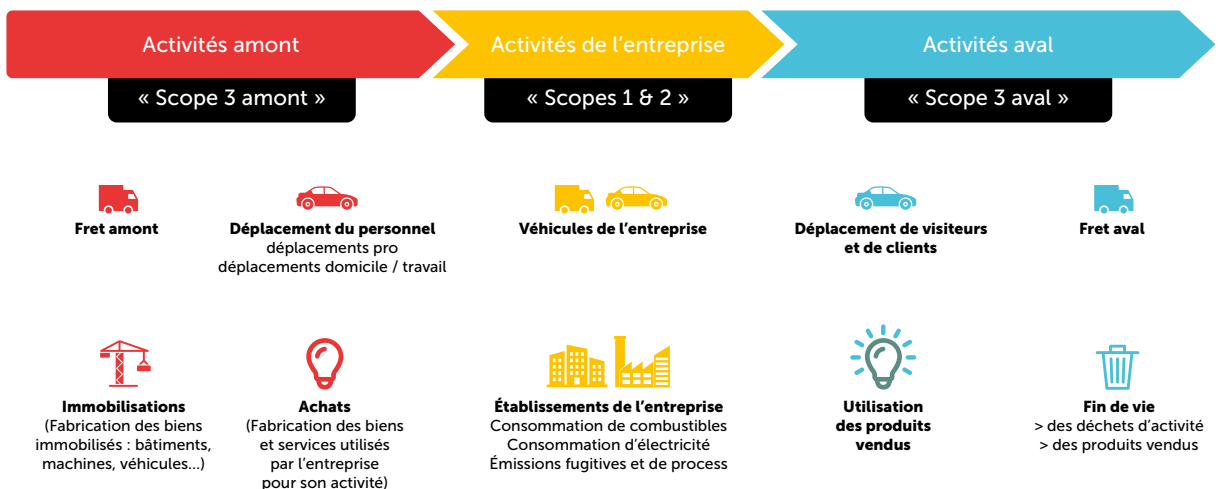 Activités amont
Activités de l'entreprise
Activités aval
« Scope 3 amont »
« Scopes 1 & 2 »
« Scope 3 aval »
Fret amont
Déplacement du personnel
déplacements pro
déplacements domicile / travail
Véhicules de l'entreprise
Déplacement de visiteurs
et de clients
Fret aval
Immobilisations
(Fabrication des biens
immobilisés : bâtiments,
machines, véhicules...)
Achats
(Fabrication des biens
et services utilisés
par l'entreprise
pour son activité)
Établissements de l'entreprise
Consommation de combustibles
Consommation d'électricité
Émissions fugitives et de process
Utilisation
des produits
vendus
Fin de vie
> des déchets d'activité
> des produits vendus